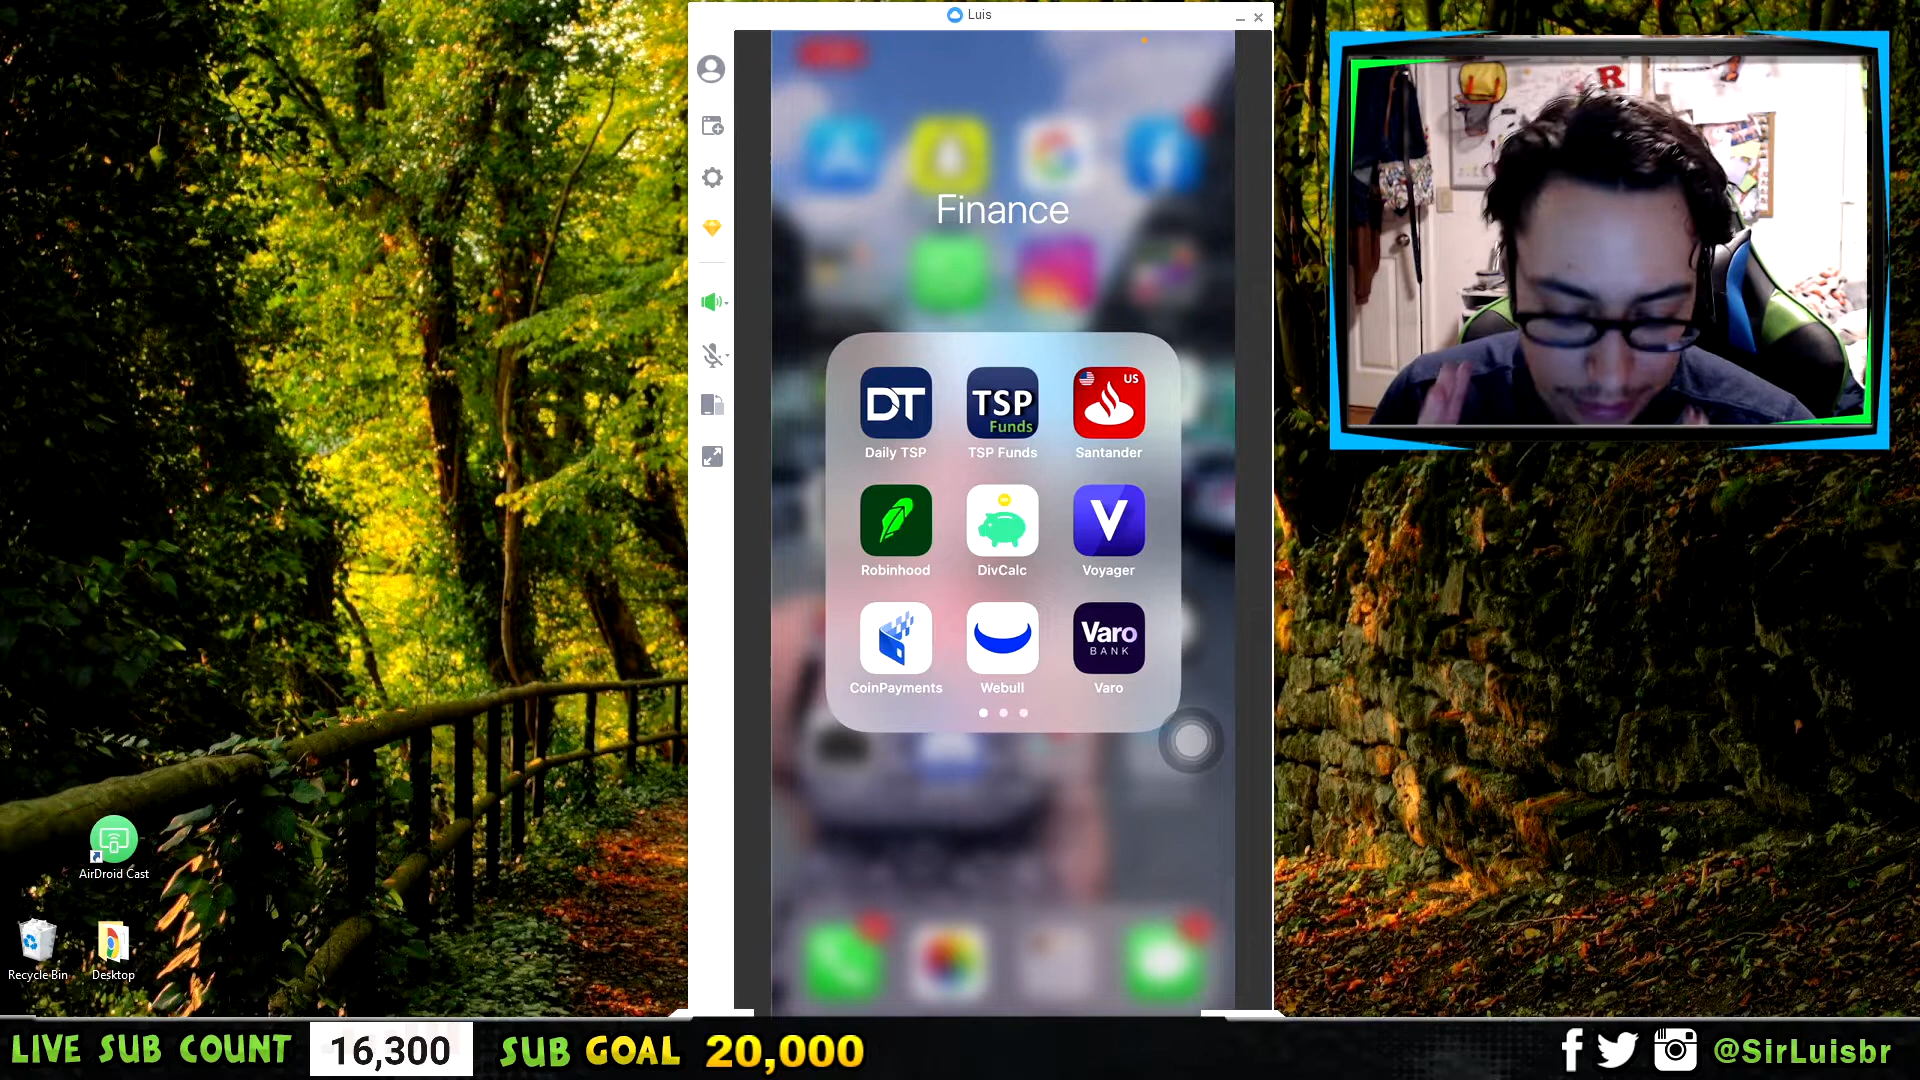 Luis
R
Finance
DT
TSP
Funds
US
Daily TSP
TSP Funds
Santander
V
Robinhood
DivCalc
Voyager
Varo
BANK
CoinPayments
Webull
Varo
AirDroid Cast
Recycle Bin
Desktop
LIVE SUB COUNT
16,300
SUB GOAL 20,000
@SirLuisbr